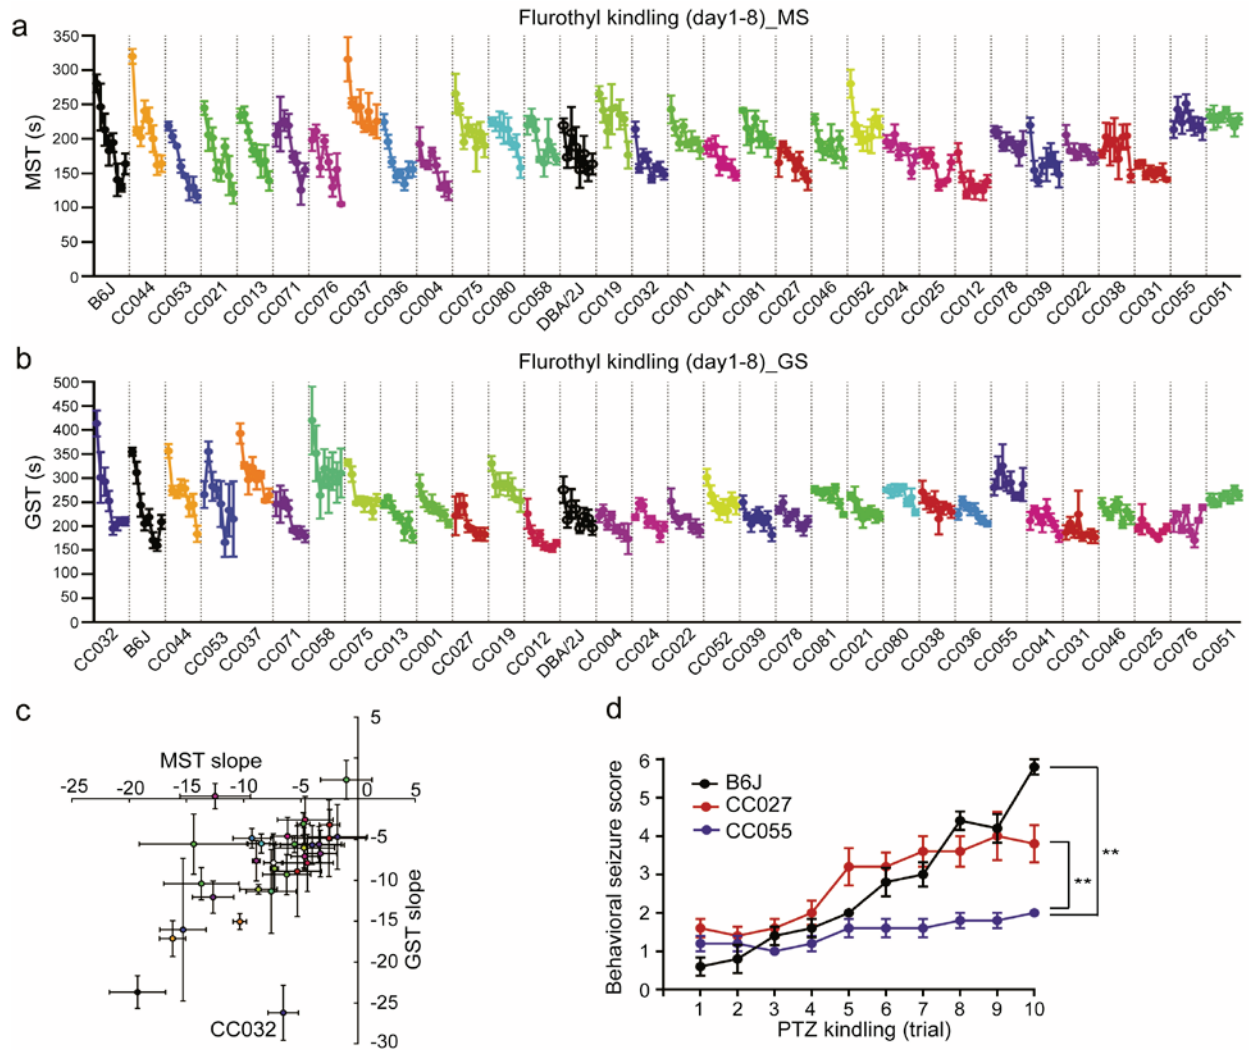 a
Flurothyl kindling (day1-8)_MS
350
300
250
200
150
100
50
0
MST (s)
B6J CC044 CC053 CC021 CC013 CC071 CC076 CC037 CC036 CC004 CC075 CC080 CC058 DBA/2J CC019 CC032 CC001 CC041 CC081 CC027 CC046 CC052 CC024 CC025 CC012 CC078 CC039 CC022 CC038 CC031 CC055 CC051
b
Flurothyl kindling (day1-8)_GS
500
450
400
350
300
250
200
150
100
50
0
GST (s)
CC032 B6J CC044 CC053 CC037 CC071 CC058 CC075 CC013 CC001 CC027 CC019 CC012 DBA/2J CC004 CC024 CC022 CC052 CC039 CC078 CC081 CC021 CC080 CC038 CC036 CC055 CC041 CC031 CC046 CC025 CC076 CC051
c
5
MST slope
-25 -20 -15 -10 -5 5
-5
-10
-15
-20
-25
-30
GST slope
CC032
d
6
5
4
3
2
1
0
Behavioral seizure score
B6J
CC027
CC055
**
**
1 2 3 4 5 6 7 8 9 10
PTZ kindling (trial)